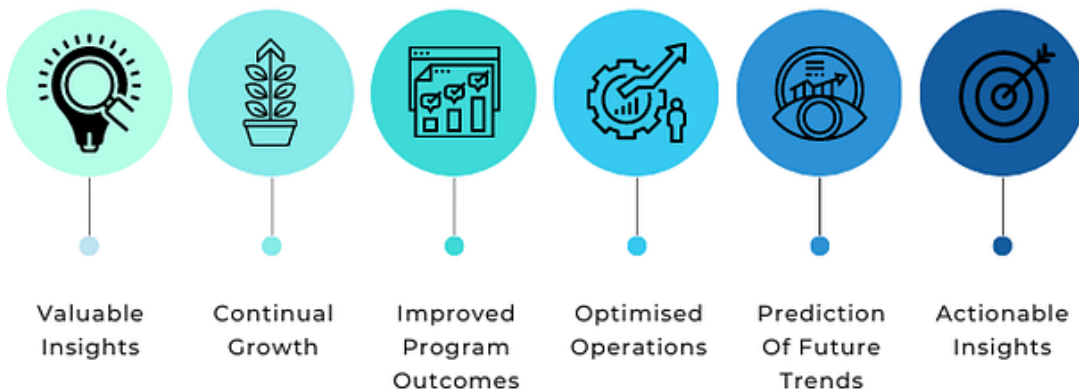 Valuable
Insights
Continual
Growth
Improved
Program
Outcomes
Optimised
Operations
Prediction
Of Future
Trends
Actionable
Insights